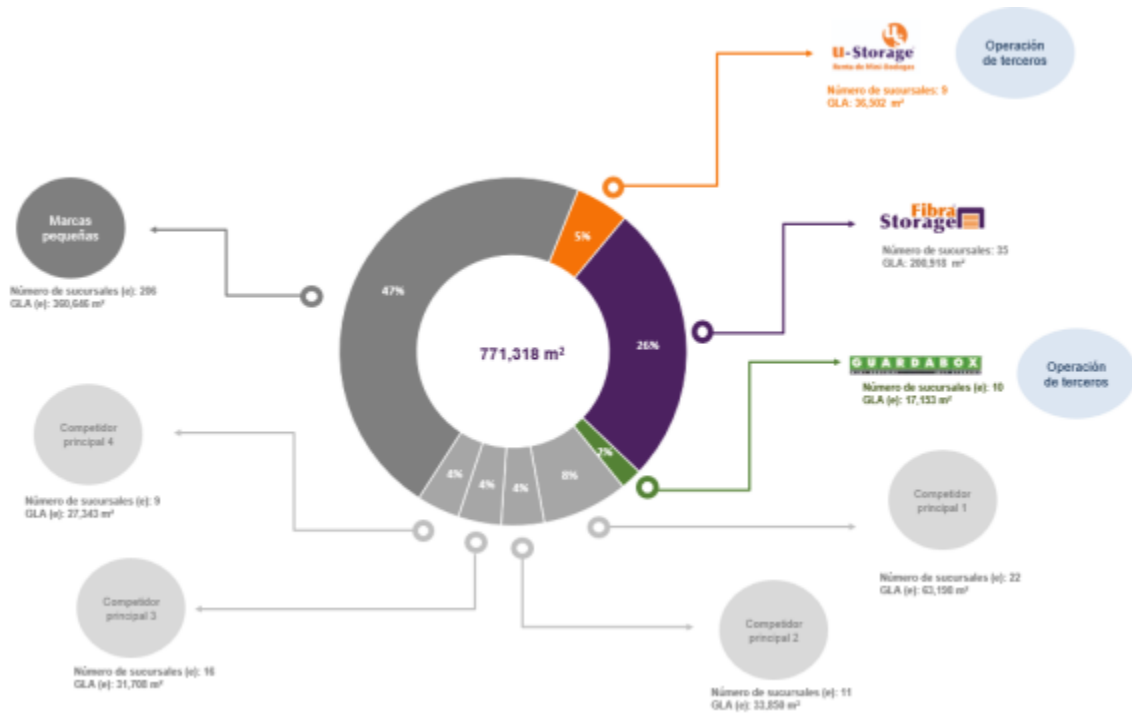 u-Storage
Renta de Mini Bodegas
Operación
de terceros
Número de sucursales: 9
GLA: 36,502 m²
Fibra
Storage
Número de sucursales: 35
GLA: 200,918 m²
GUARDABOX
Número de sucursales (e): 10
GLA (e): 17,153 m²
Operación
de terceros
Marcas
pequeñas
Número de sucursales (e): 206
GLA (e): 360,646 m²
5%
47%
26%
771,318 m²
2%
8%
4%
4%
4%
Competidor
principal 4
Número de sucursales (e): 9
GLA (e): 27,343 m²
Competidor
principal 1
Número de sucursales (e): 22
GLA (e): 63,198 m²
Competidor
principal 3
Número de sucursales (e): 16
GLA (e): 31,708 m²
Competidor
principal 2
Número de sucursales (e): 11
GLA (e): 33,850 m²